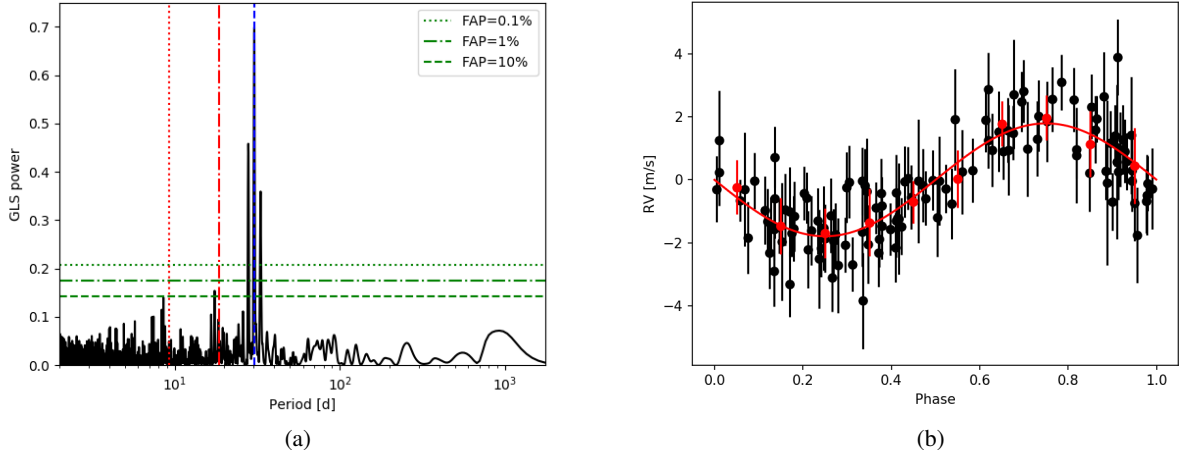 0.7
0.6
0.5
0.4
0.3
0.2
0.1
0.0
GLS power
10¹
10²
10³
Period [d]
FAP=0.1%
FAP=1%
FAP=10%
(a)
4
2
0
−2
−4
RV [m/s]
0.0 0.2 0.4 0.6 0.8 1.0
Phase
(b)